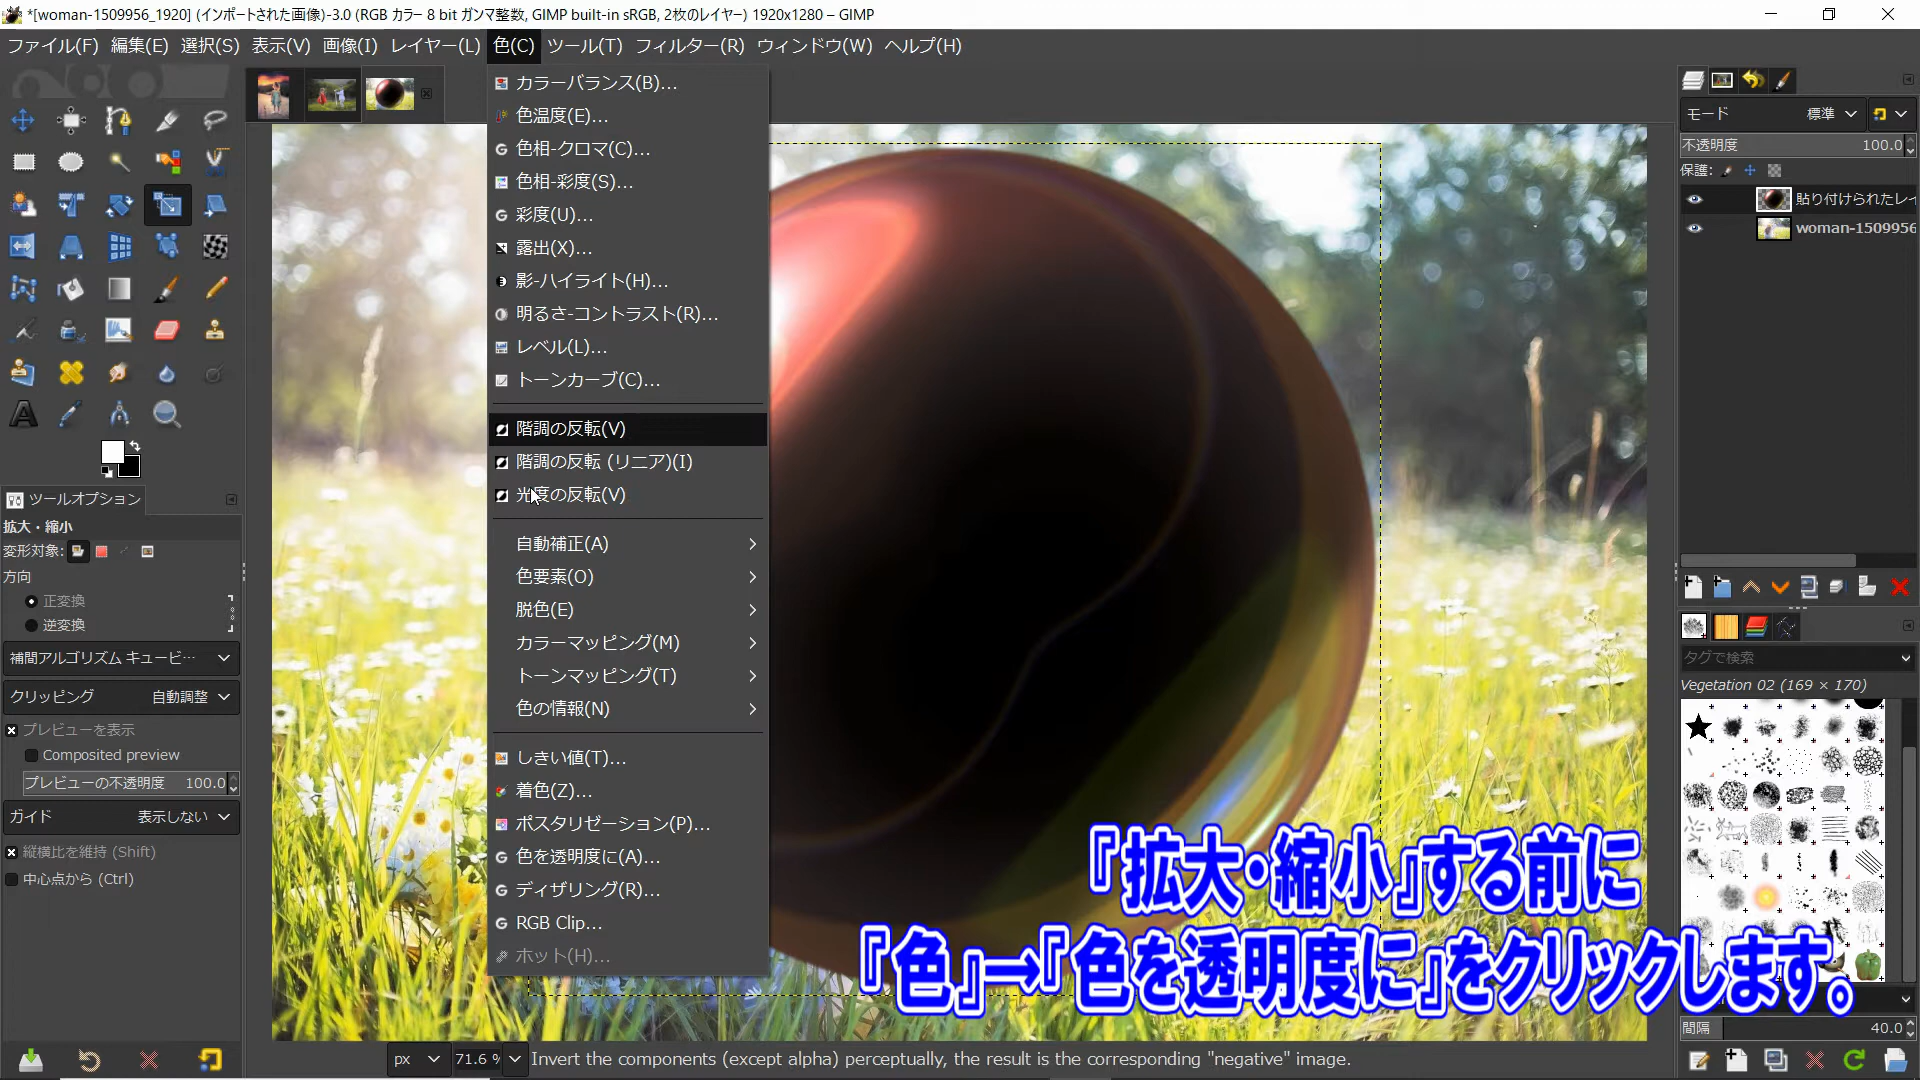 *[woman-1509956_1920] (インポートされた画像)-3.0 (RGB カラー 8 bit ガンマ整数, GIMP built-in sRGB, 2枚のレイヤー) 1920x1280 – GIMP
ファイル(F) 編集(E) 選択(S) 表示(V) 画像(I) レイヤー(L) 色(C) ツール(T) フィルター(R) ウィンドウ(W) ヘルプ(H)
カラーバランス(B)...
色温度(E)...
色相-クロマ(C)...
色相-彩度(S)...
彩度(U)...
露出(X)...
影-ハイライト(H)...
明るさ-コントラスト(R)...
レベル(L)...
トーンカーブ(C)...
階調の反転(V)
階調の反転 (リニア)(I)
光度の反転(V)
自動補正(A)
色要素(O)
脱色(E)
カラーマッピング(M)
トーンマッピング(T)
色の情報(N)
しきい値(T)...
着色(Z)...
ポスタリゼーション(P)...
色を透明度に(A)...
ディザリング(R)...
RGB Clip...
ホット(H)...
ツールオプション
拡大・縮小
変形対象:
方向
正変換
逆変換
補間アルゴリズム キュービ…
クリッピング 自動調整
プレビューを表示
Composited preview
プレビューの不透明度 100.0
ガイド 表示しない
縦横比を維持 (Shift)
中心点から (Ctrl)
モード 標準
不透明度 100.0
保護:
貼り付けられたレイ
woman-1509956
タグで検索
Vegetation 02 (169 × 170)
間隔 40.0
『拡大・縮小』する前に
『色』→『色を透明度に』をクリックします。
px 71.6 % Invert the components (except alpha) perceptually, the result is the corresponding "negative" image.